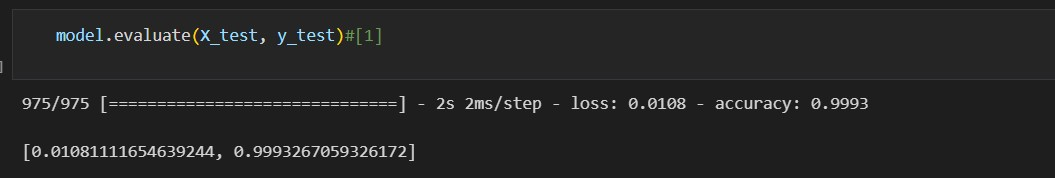 model.evaluate(X_test, y_test)#[1]
]
975/975 [==============================] - 2s 2ms/step - loss: 0.0108 - accuracy: 0.9993
[0.01081111654639244, 0.9993267059326172]